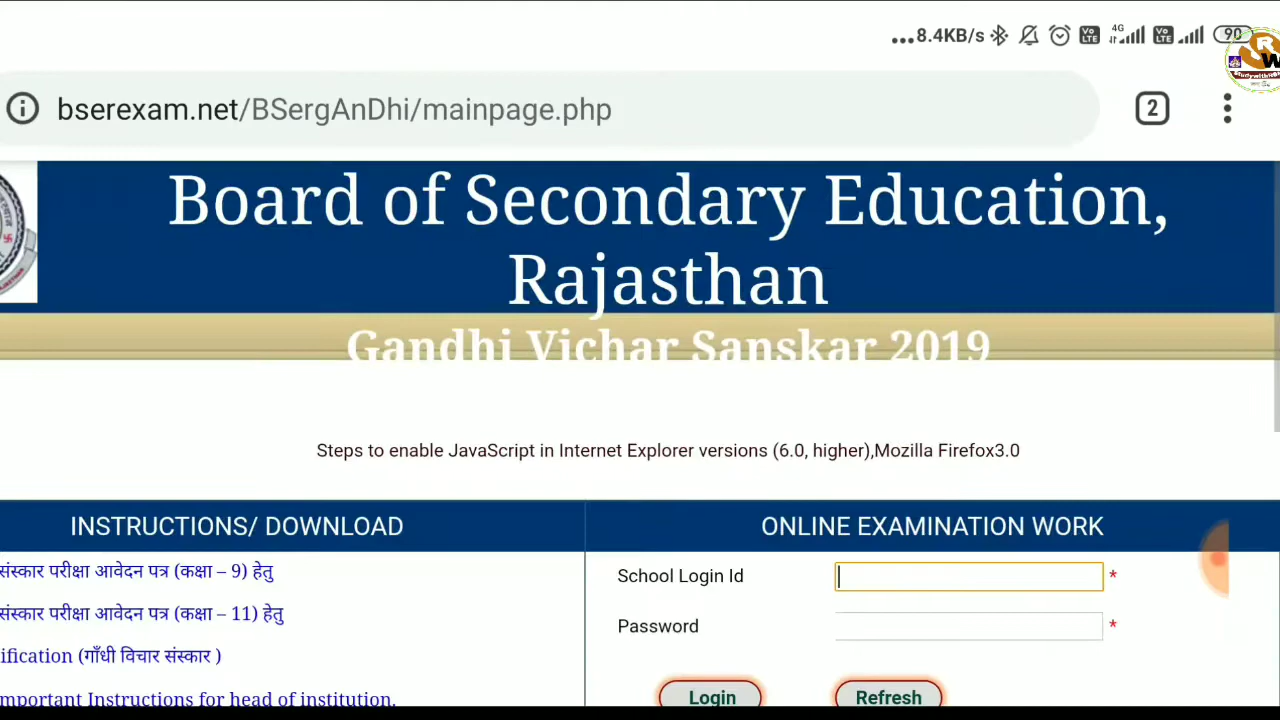 ...8.4KB/s 4G 90
bserexam.net/BSergAnDhi/mainpage.php 2
Board of Secondary Education,
Rajasthan
Gandhi Vichar Sanskar 2019
Steps to enable JavaScript in Internet Explorer versions (6.0, higher),Mozilla Firefox3.0
INSTRUCTIONS/ DOWNLOAD
ONLINE EXAMINATION WORK
संस्कार परीक्षा आवेदन पत्र (कक्षा – 9) हेतु
संस्कार परीक्षा आवेदन पत्र (कक्षा – 11) हेतु
ification (गाँधी विचार संस्कार )
mportant Instructions for head of institution.
School Login Id *
Password *
Login Refresh